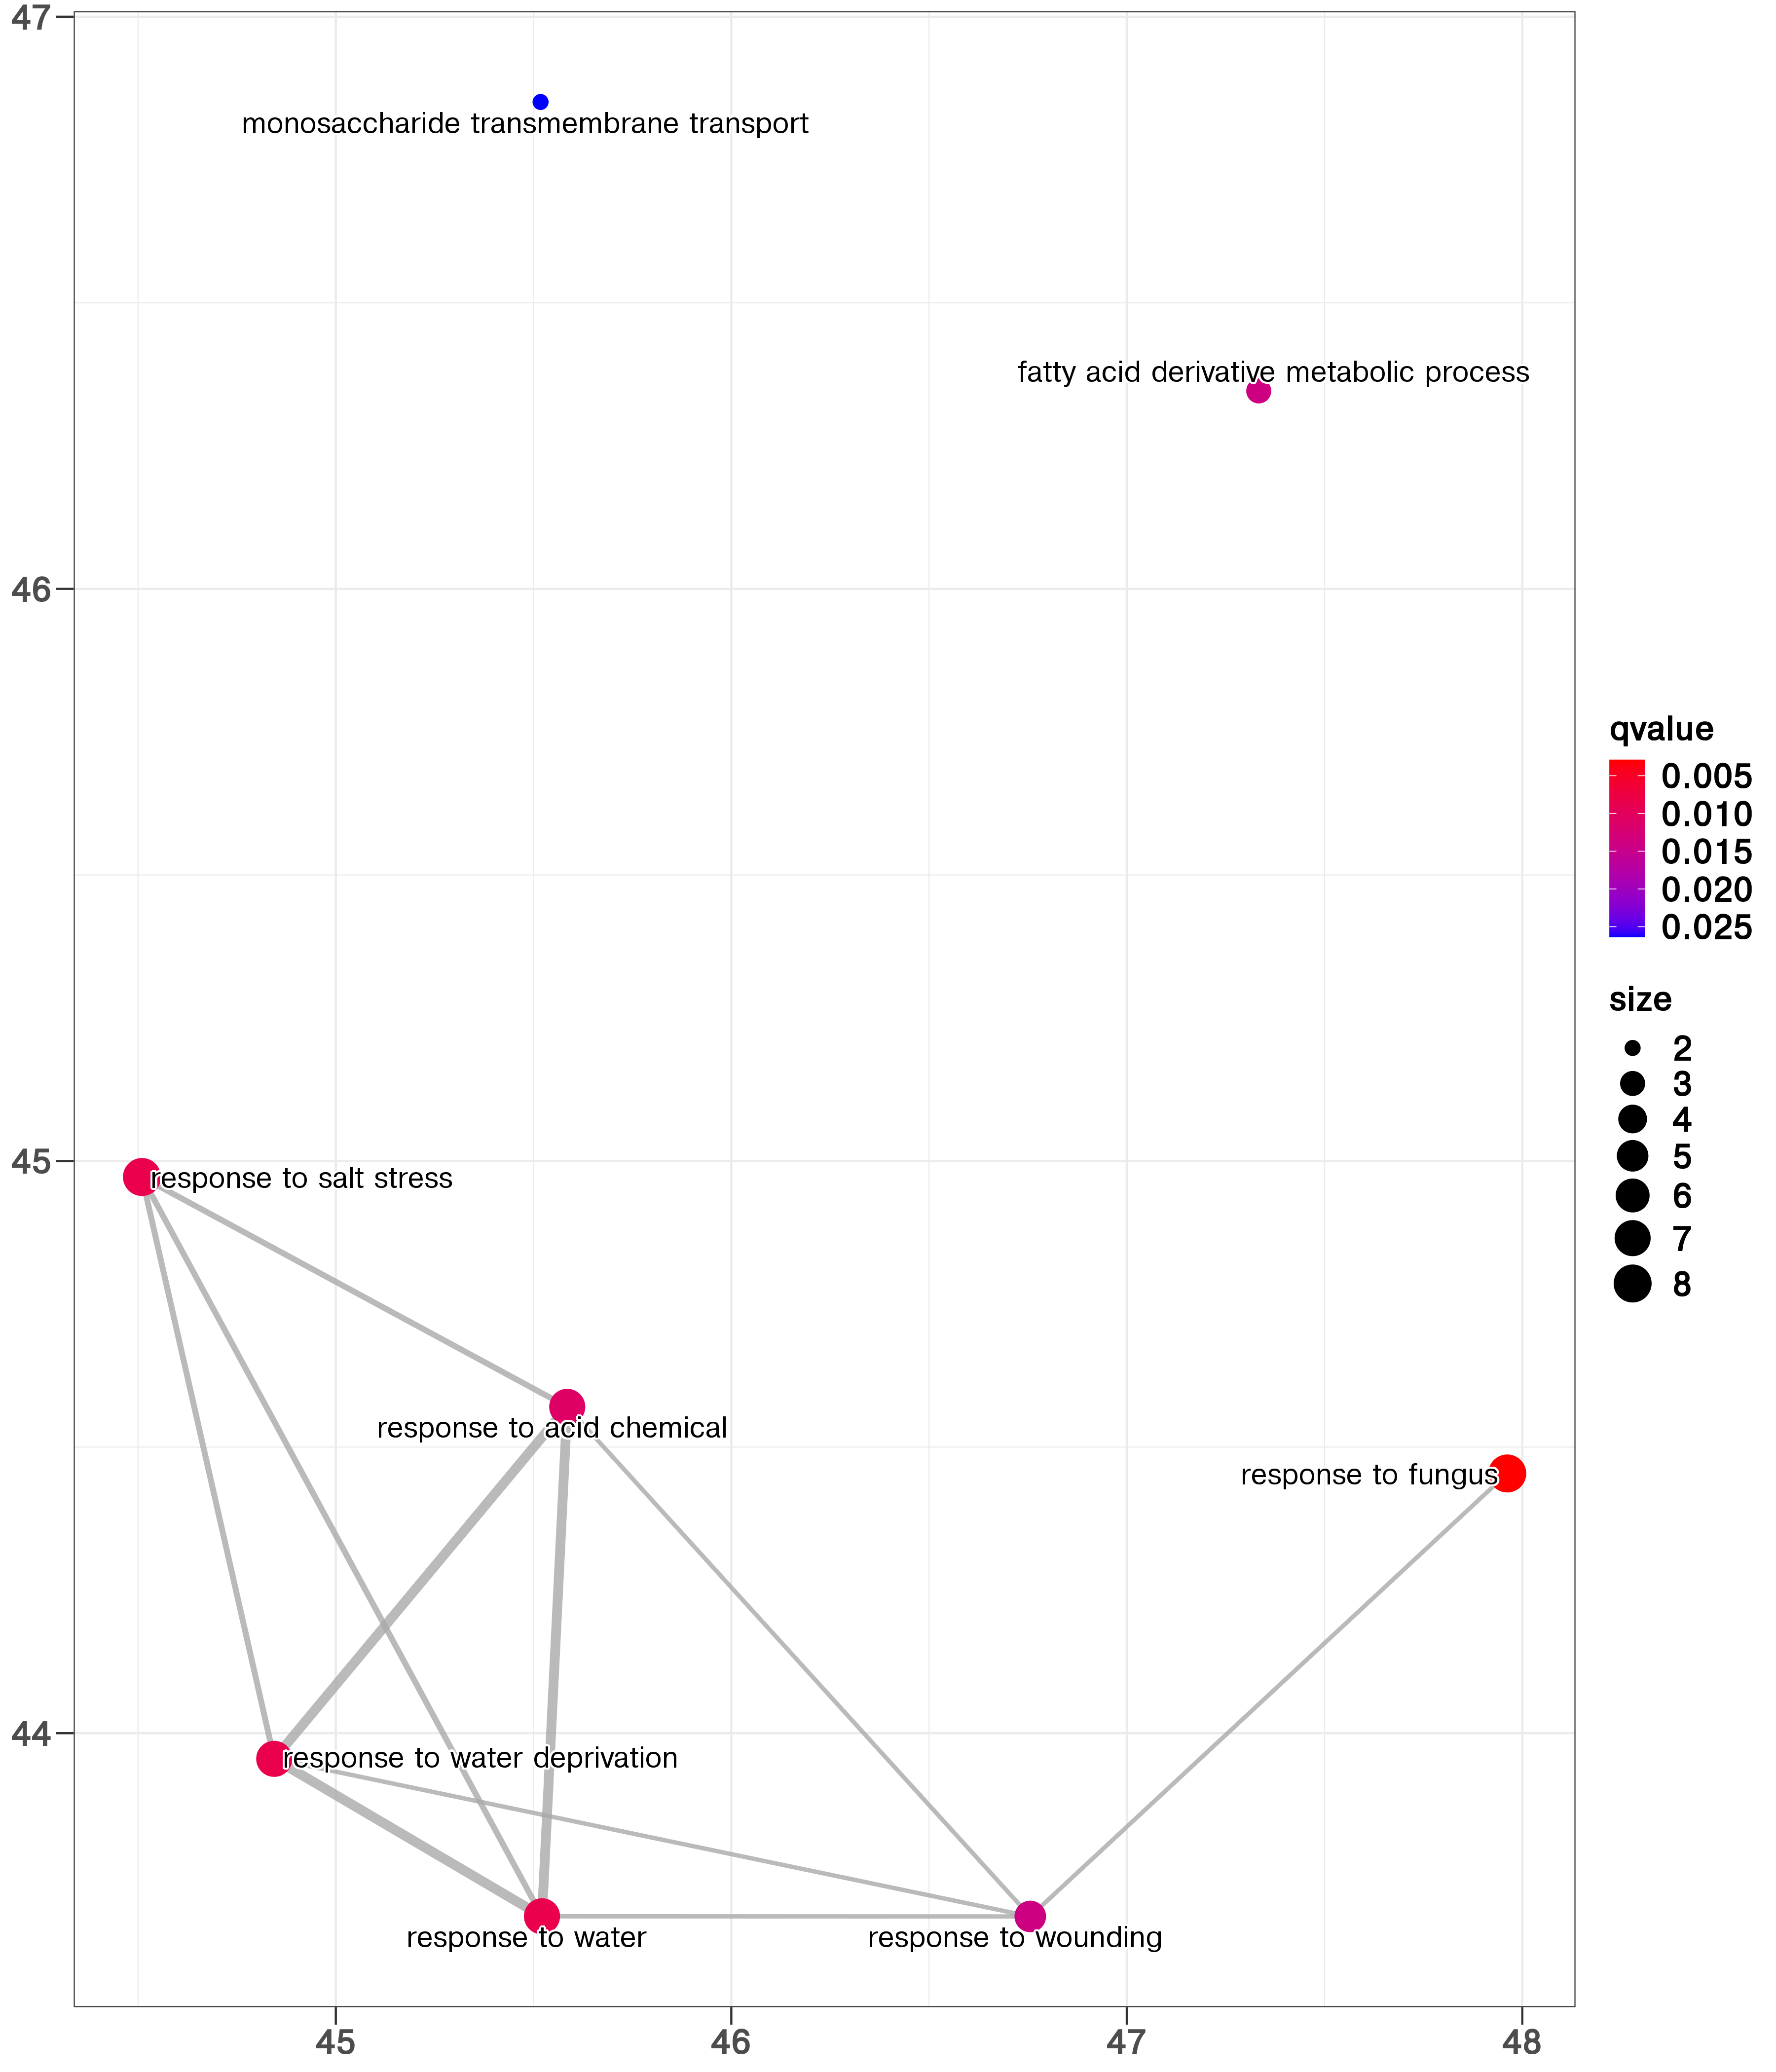 47
monosaccharide transmembrane transport
fatty acid derivative metabolic process
46
45
response to salt stress
response to acid chemical
response to fungus
44
response to water deprivation
response to water
response to wounding
45
46
47
48
qvalue
0.005
0.010
0.015
0.020
0.025
size
2
3
4
5
6
7
8